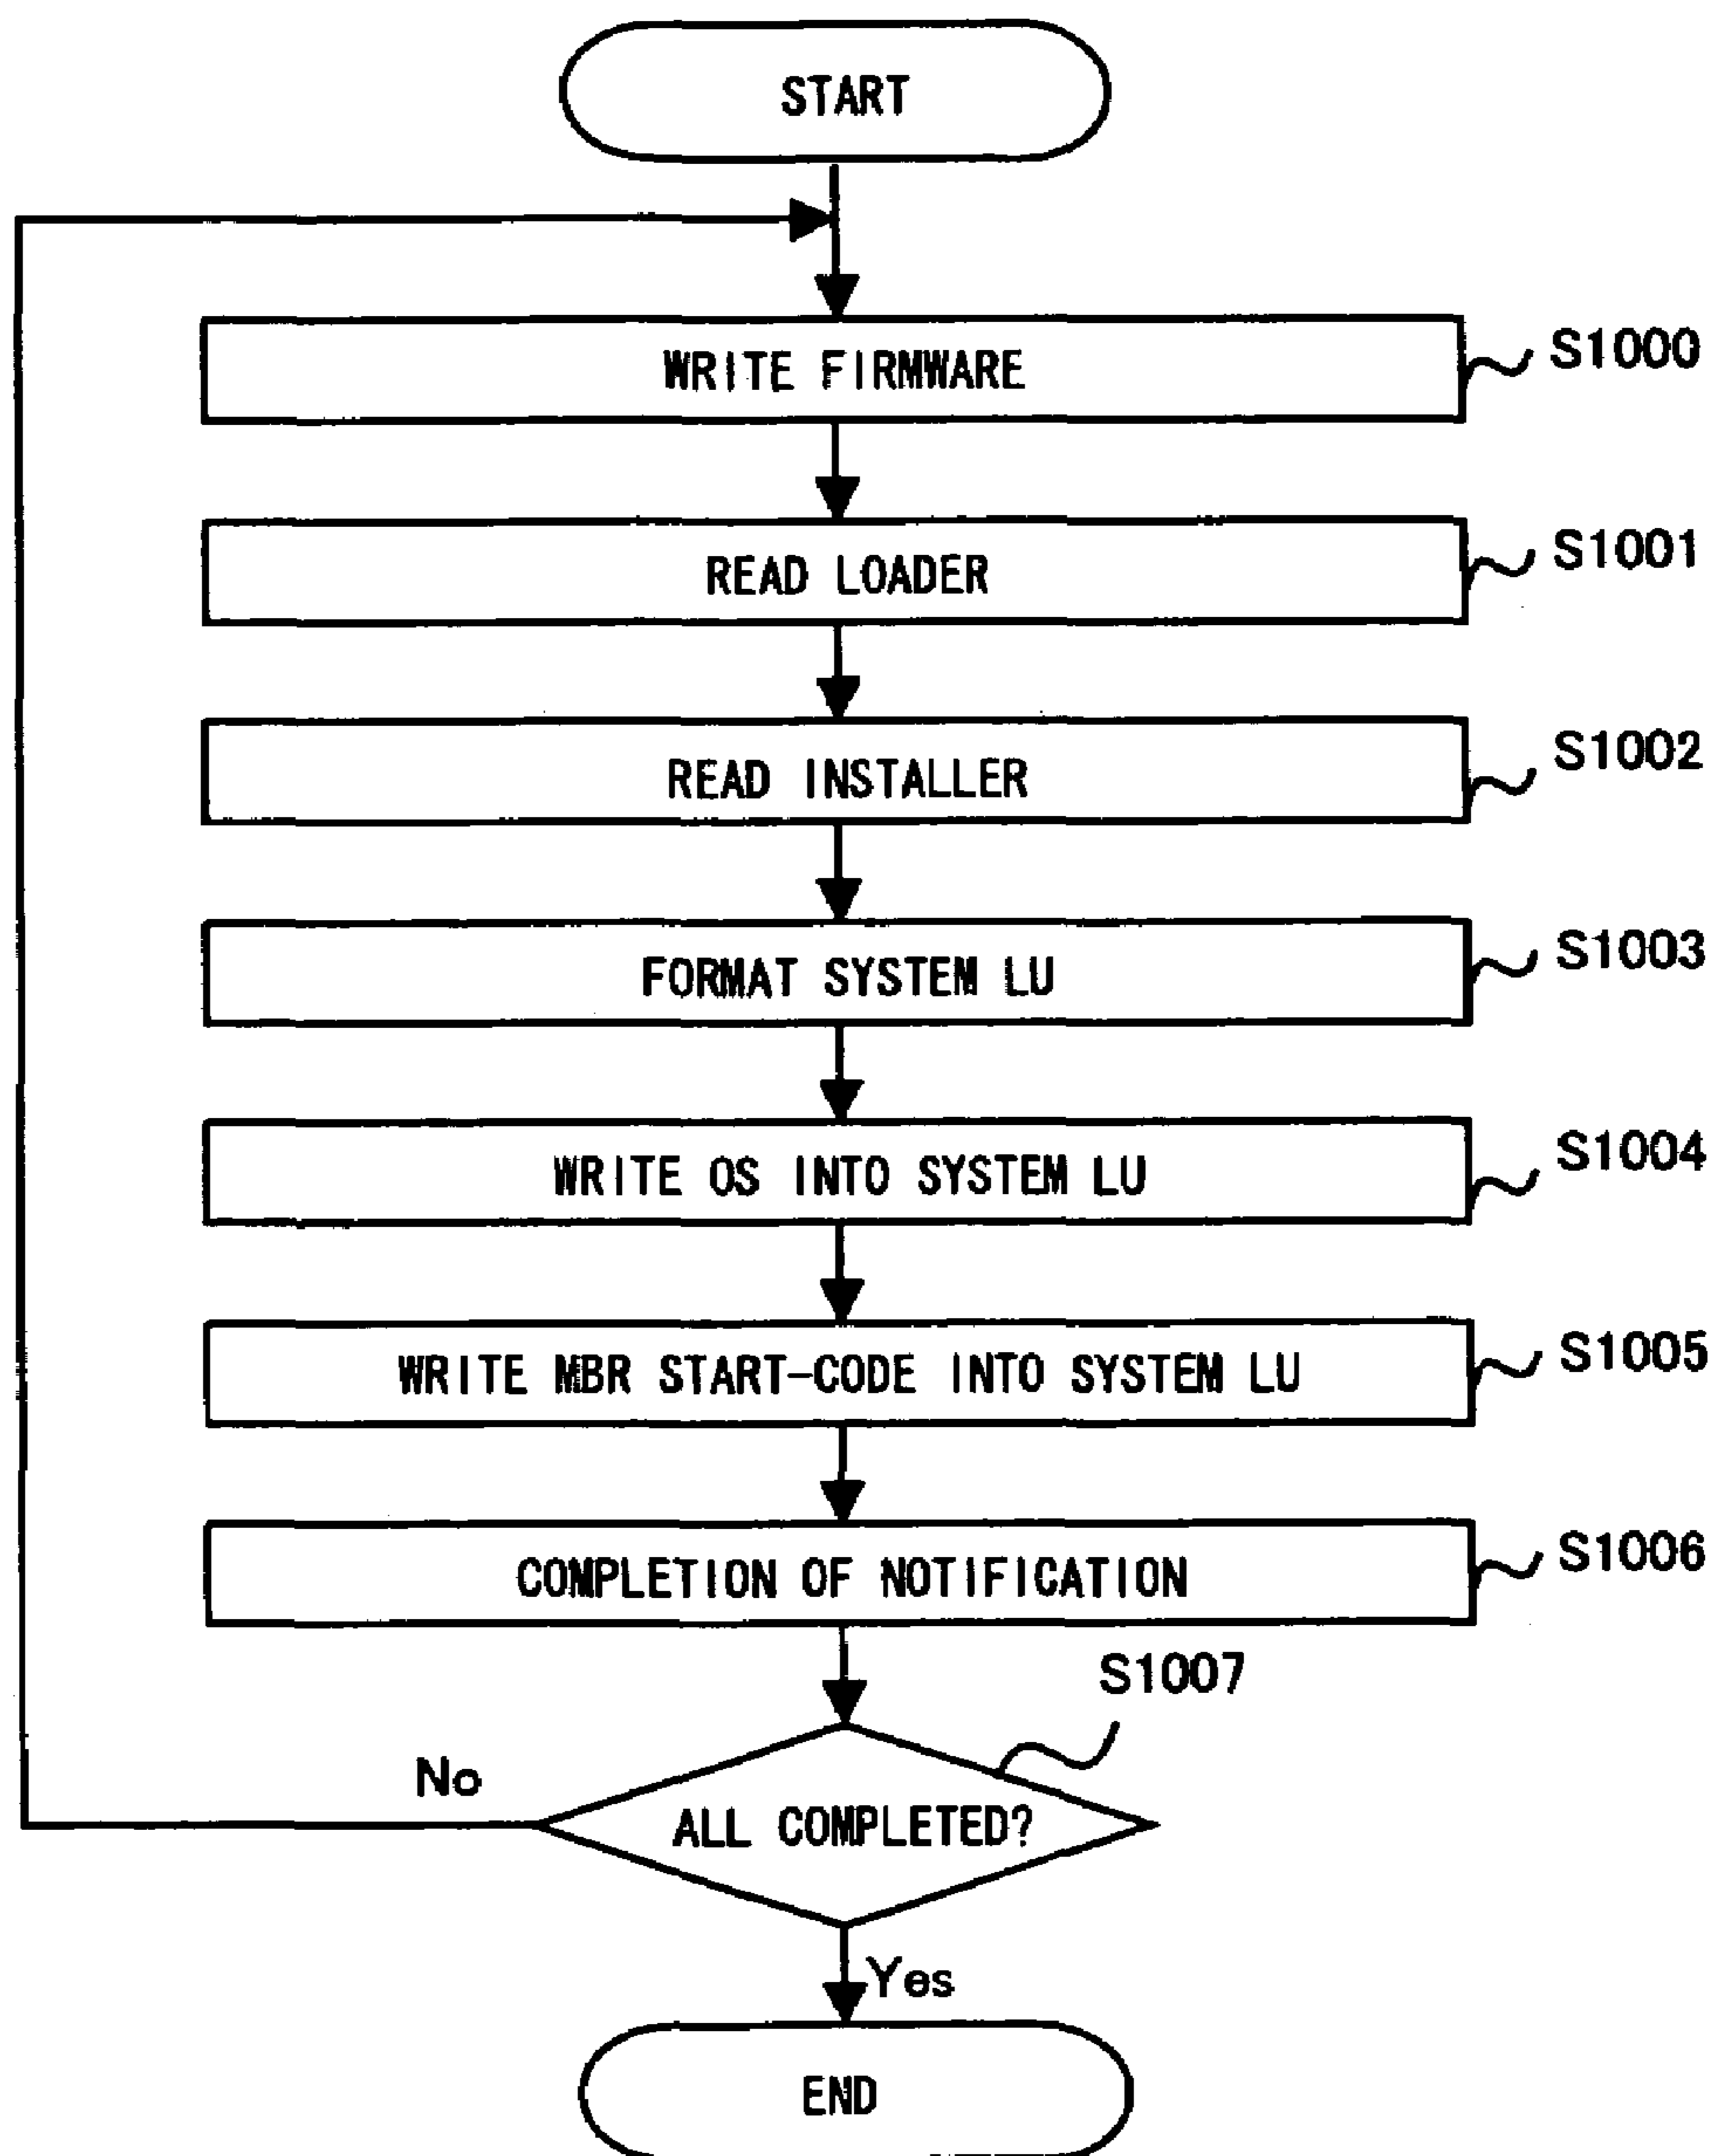 START
WRITE FIRMWARE
S1000
READ LOADER
S1001
READ INSTALLER
S1002
FORMAT SYSTEM LU
S1003
WRITE OS INTO SYSTEM LU
S1004
WRITE MBR START-CODE INTO SYSTEM LU
S1005
COMPLETION OF NOTIFICATION
S1006
S1007
No
ALL COMPLETED?
Yes
END